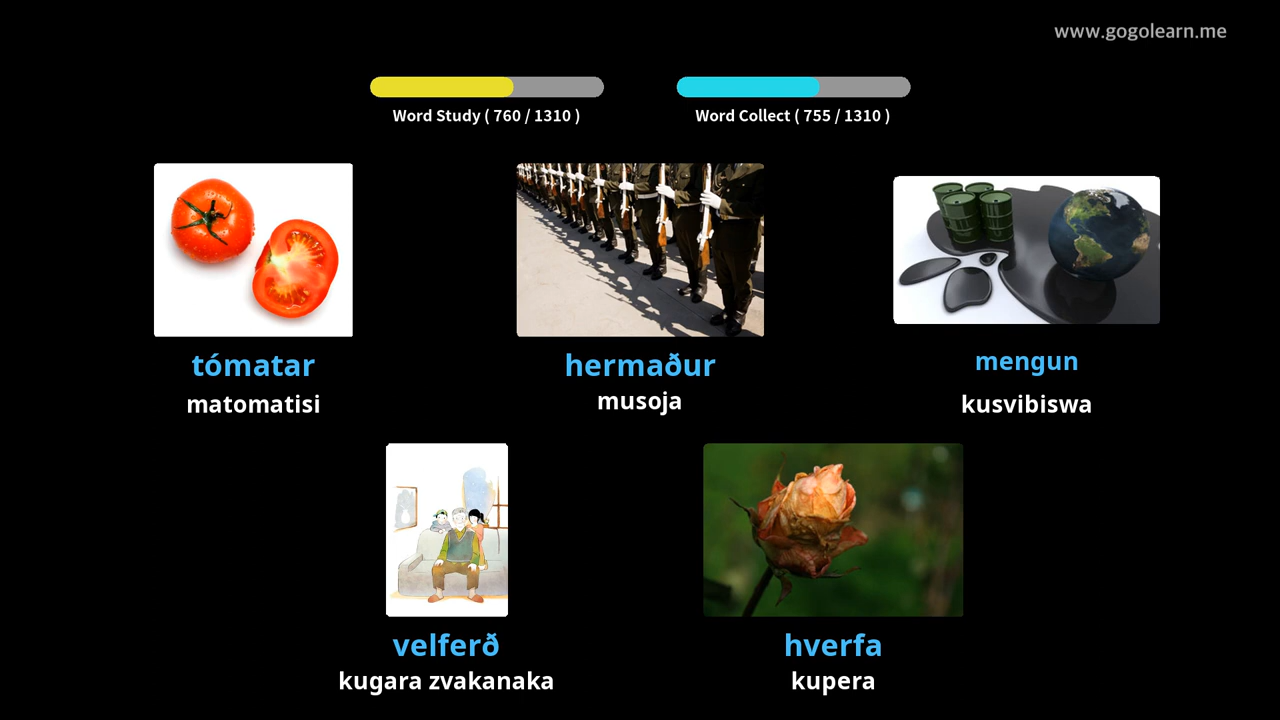 www.gogolearn.me
Word Study ( 760 / 1310 )
Word Collect ( 755 / 1310 )
tómatar
matomatisi
hermaður
musoja
mengun
kusvibiswa
velferð
kugara zvakanaka
hverfa
kupera